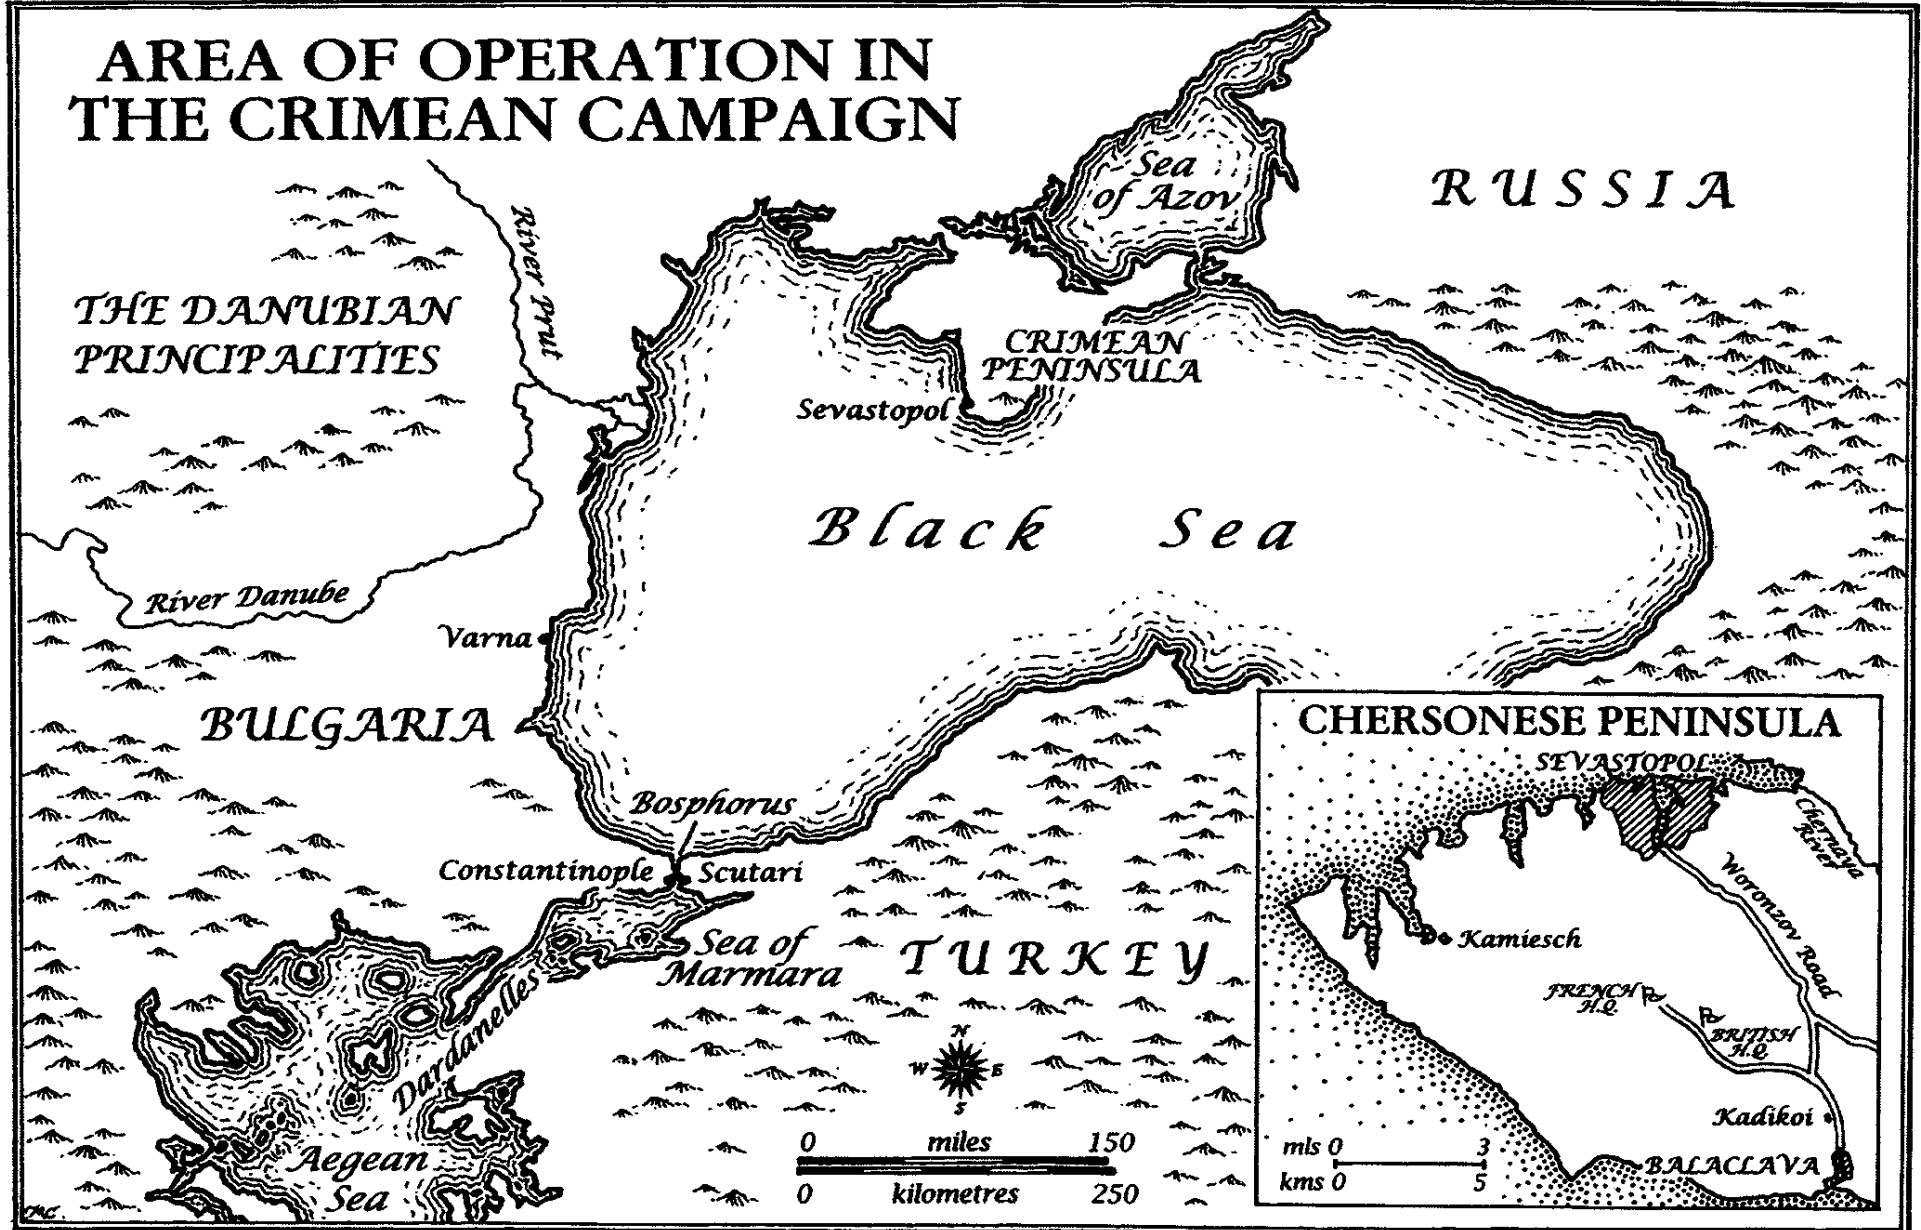 AREA OF OPERATION IN
THE CRIMEAN CAMPAIGN
Sea
of Azov
RUSSIA
River Prut
THE DANUBIAN
PRINCIPALITIES
CRIMEAN
PENINSULA
Sevastopol
Black Sea
River Danube
Varna
BULGARIA
Bosphorus
Constantinople
Scutari
Sea of
Marmara
TURKEY
Dardanelles
Aegean
Sea
N
W E
S
0 miles 150
0 kilometres 250
CHERSONESE PENINSULA
SEVASTOPOL
Chernaya
River
Woronzov Road
Kamiesch
FRENCH
H.Q.
BRITISH
H.Q.
Kadikoi
BALACLAVA
mls 0 3
kms 0 5